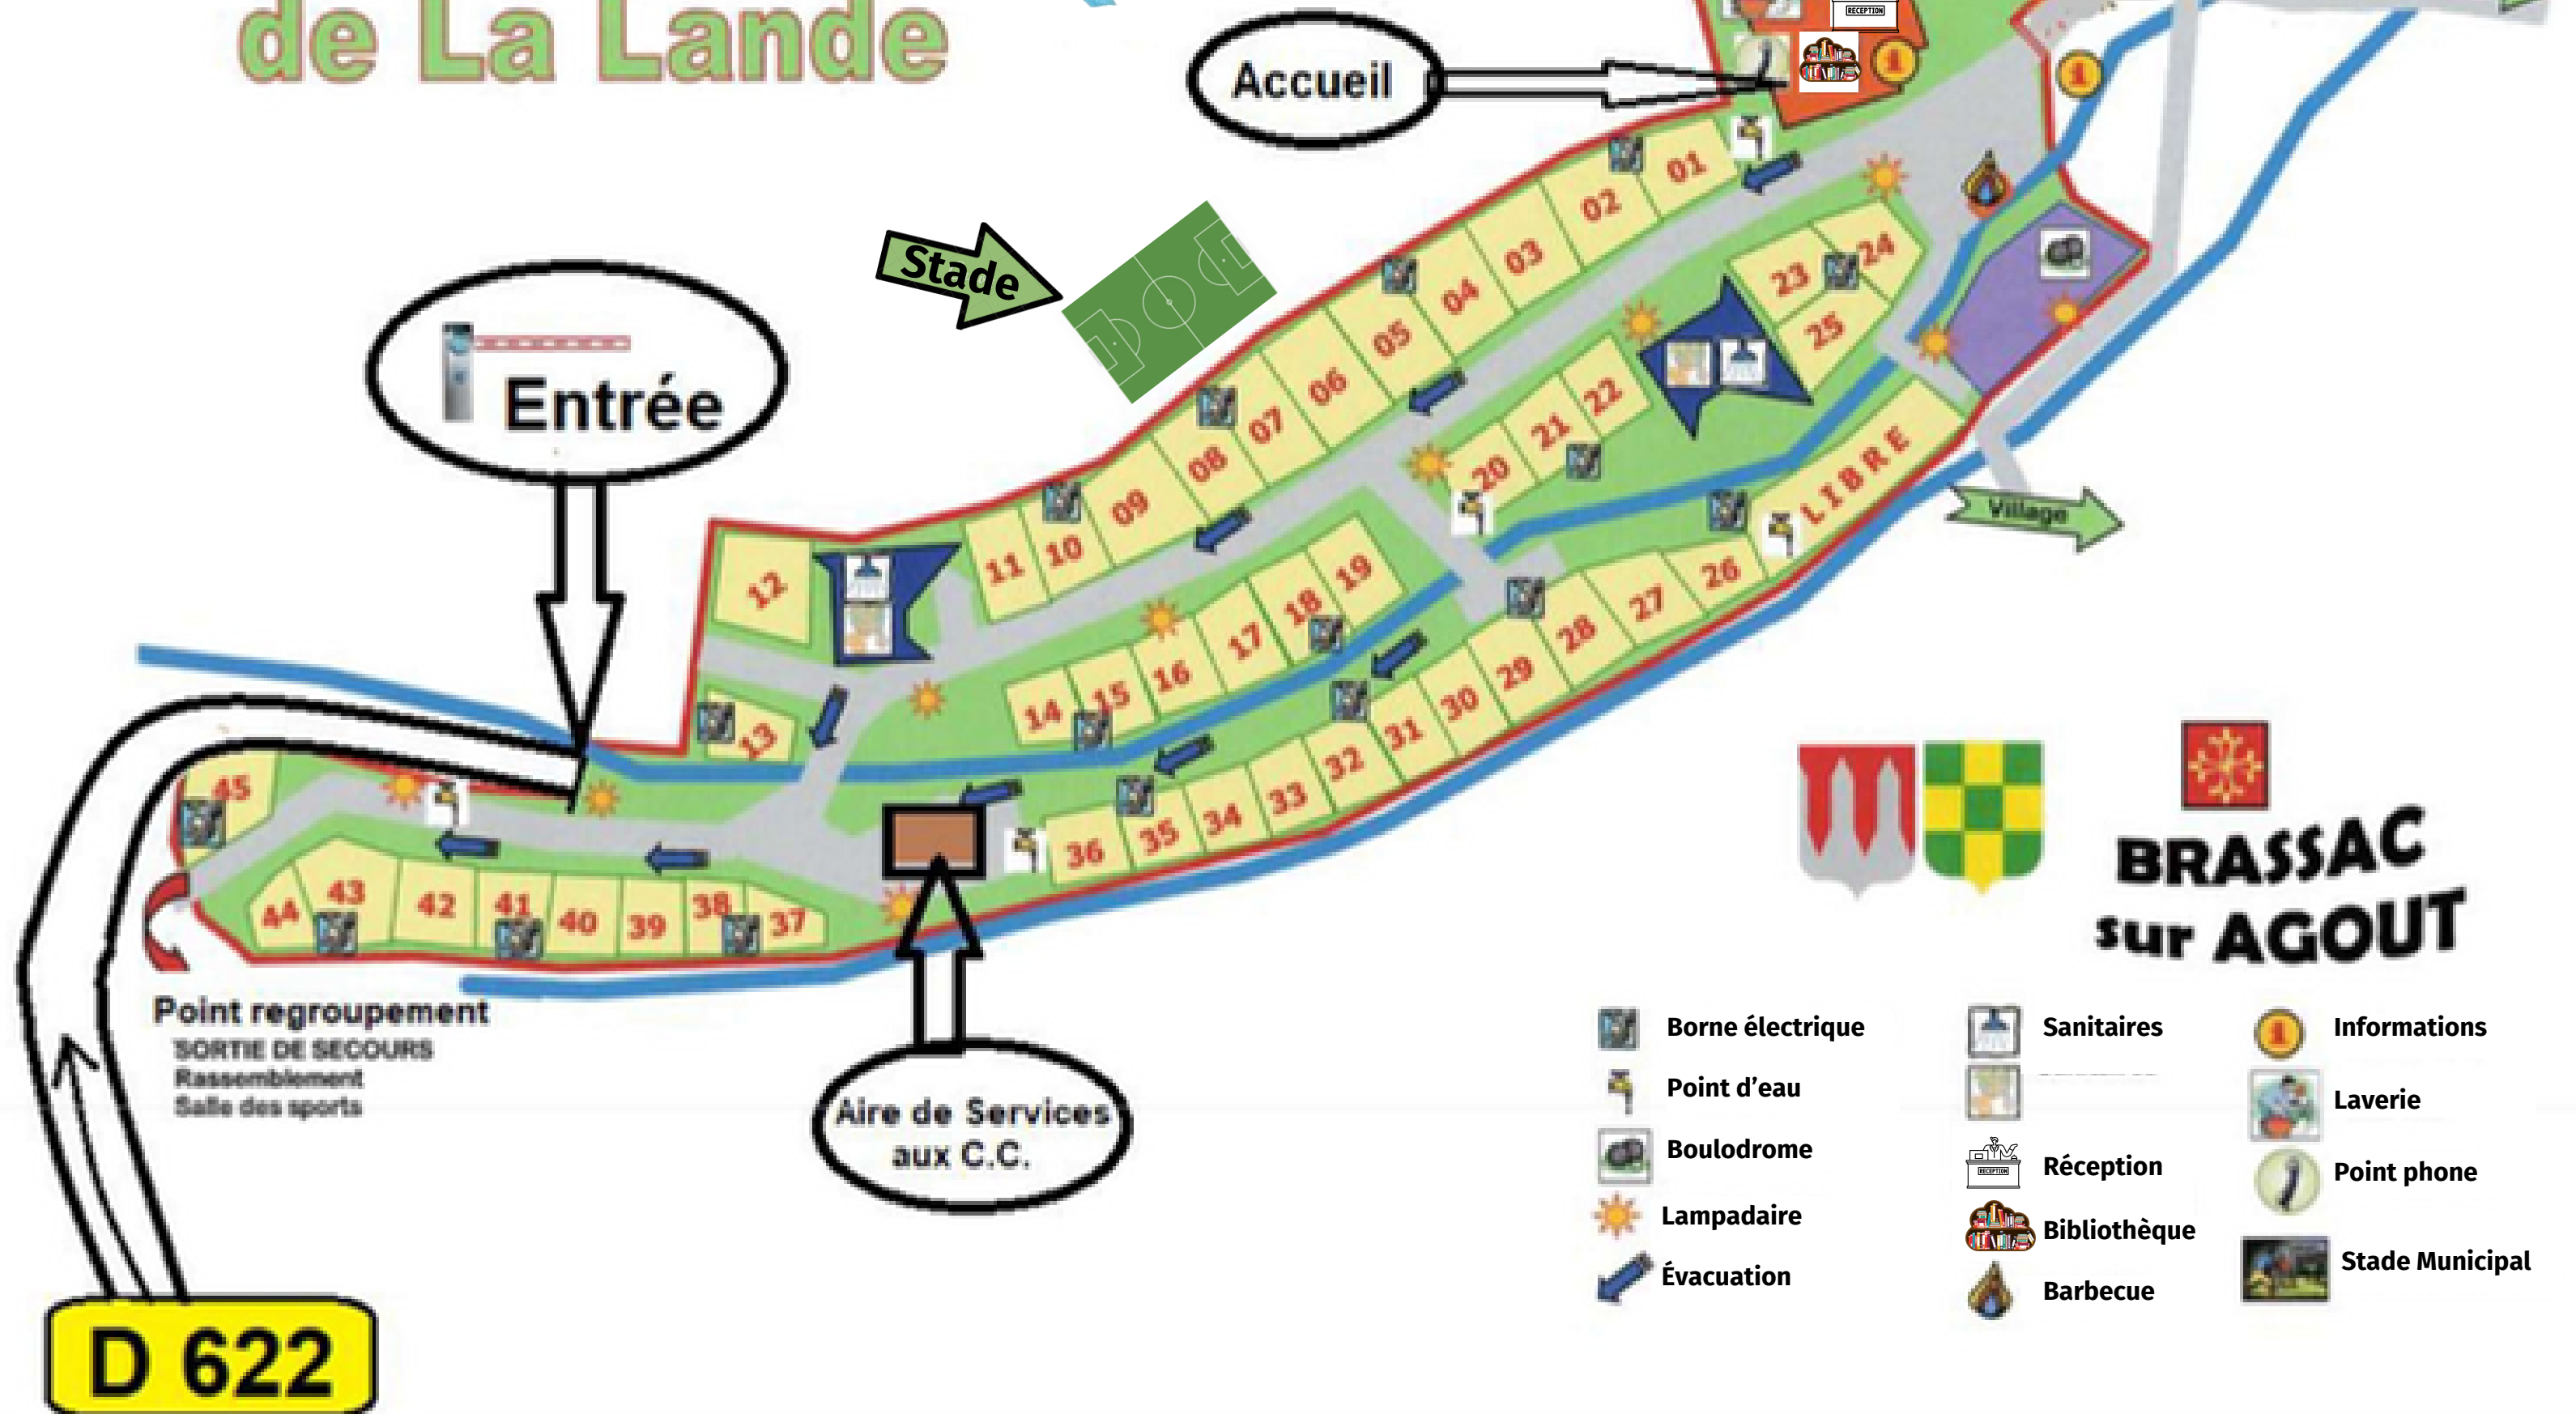 de La Lande
RECEPTION
Accueil
Stade
Entrée
01
02
03
04
05
06
07
08
09
10
11
12
13
14
15
16
17
18
19
20
21
22
23
24
25
LIBRE
26
27
28
29
30
31
32
33
34
35
36
37
38
39
40
41
42
43
44
45
Village
Point regroupement
SORTIE DE SECOURS
Rassemblement
Salle des sports
Aire de Services
aux C.C.
D 622
BRASSAC
sur AGOUT
Borne électrique
Point d’eau
Boulodrome
Lampadaire
Évacuation
Sanitaires
RECEPTION
Réception
Bibliothèque
Barbecue
Informations
Laverie
Point phone
Stade Municipal